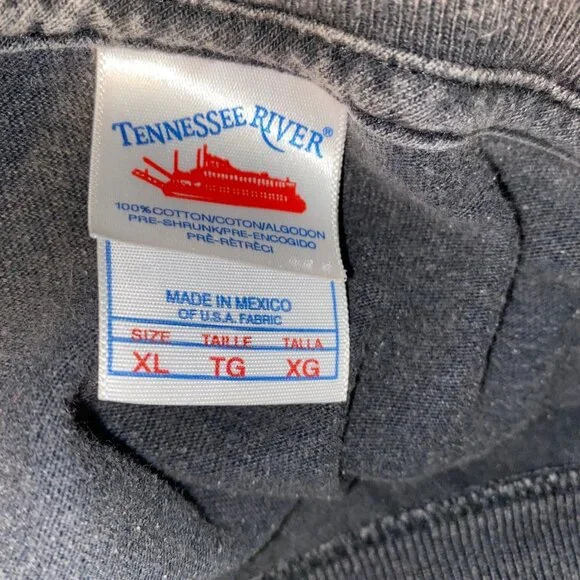 TENNESSEE RIVER®
100% COTTON/COTON/ALGODON
PRE-SHRUNK/PRE-ENCOGIDO
PRÉ-RÉTRÉCI
MADE IN MEXICO
OF U.S.A. FABRIC
SIZE TAILLE TALLA
XL TG XG